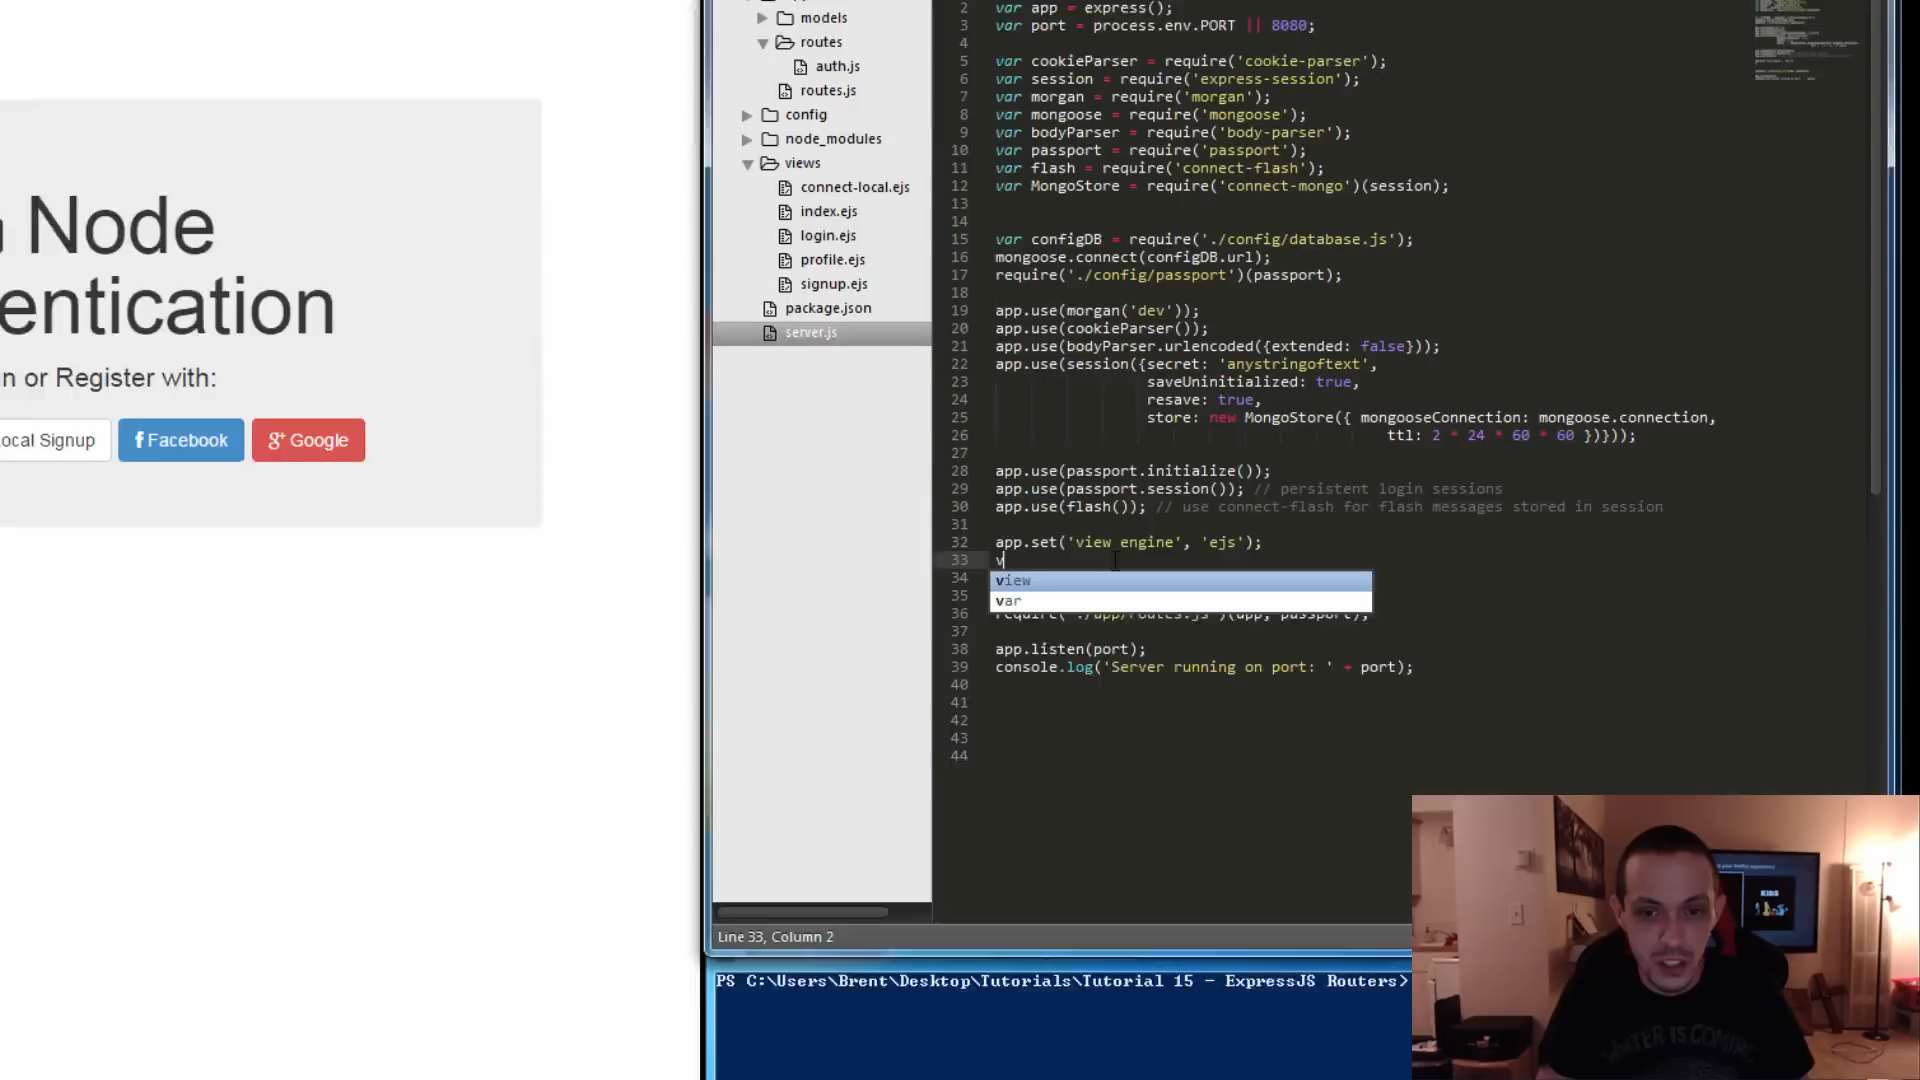 Node
entication
n or Register with:
ocal Signup
Facebook
Google
models
routes
auth.js
routes.js
config
node_modules
views
connect-local.ejs
index.ejs
login.ejs
profile.ejs
signup.ejs
package.json
server.js
2 var app = express();
3 var port = process.env.PORT || 8080;
4
5 var cookieParser = require('cookie-parser');
6 var session = require('express-session');
7 var morgan = require('morgan');
8 var mongoose = require('mongoose');
9 var bodyParser = require('body-parser');
10 var passport = require('passport');
11 var flash = require('connect-flash');
12 var MongoStore = require('connect-mongo')(session);
13
14
15 var configDB = require('./config/database.js');
16 mongoose.connect(configDB.url);
17 require('./config/passport')(passport);
18
19 app.use(morgan('dev'));
20 app.use(cookieParser());
21 app.use(bodyParser.urlencoded({extended: false}));
22 app.use(session({secret: 'anystringoftext',
23 saveUninitialized: true,
24 resave: true,
25 store: new MongoStore({ mongooseConnection: mongoose.connection,
26 ttl: 2 * 24 * 60 * 60 })}));
27
28 app.use(passport.initialize());
29 app.use(passport.session()); // persistent login sessions
30 app.use(flash()); // use connect-flash for flash messages stored in session
31
32 app.set('view engine', 'ejs');
33 v
34 view
35 var
36 require('./app/routes.js')(app, passport);
37
38 app.listen(port);
39 console.log('Server running on port: ' + port);
40
41
42
43
44
Line 33, Column 2
PS C:\Users\Brent\Desktop\Tutorials\Tutorial 15 - ExpressJS Routers>
KIDS
IS COMING